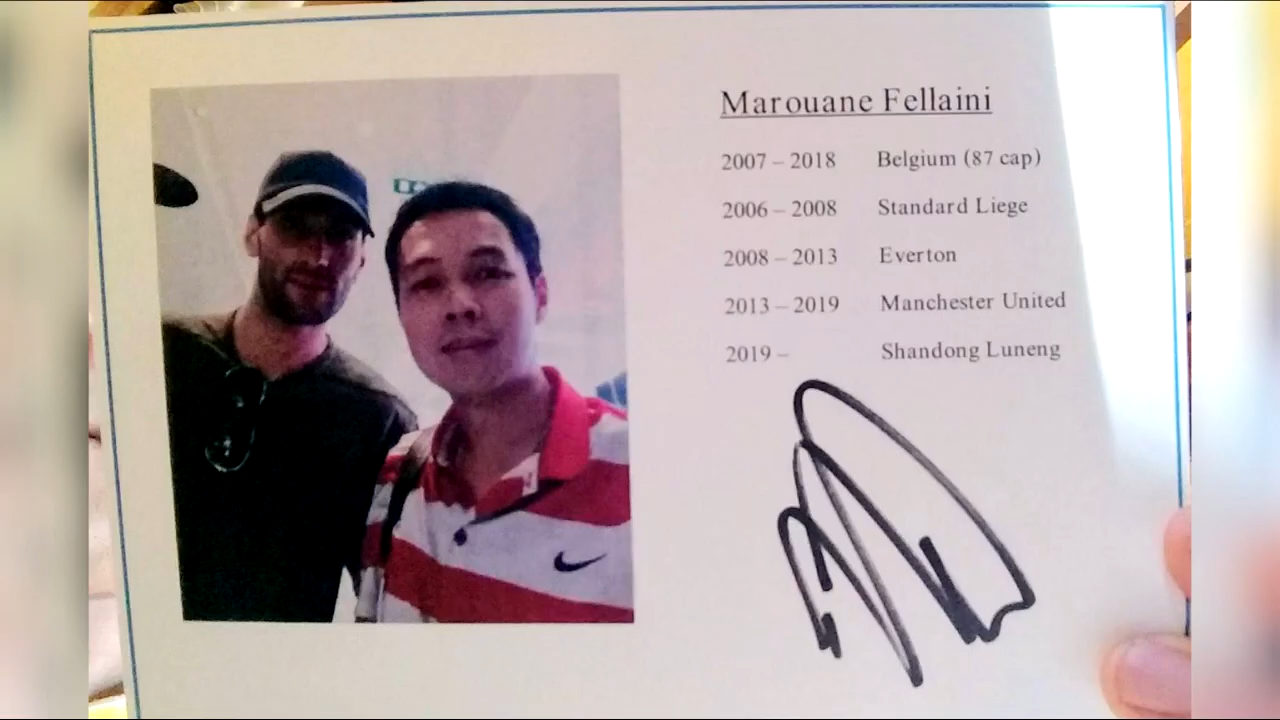 Marouane Fellaini
2007 – 2018 Belgium (87 cap)
2006 – 2008 Standard Liege
2008 – 2013 Everton
2013 – 2019 Manchester United
2019 – Shandong Luneng